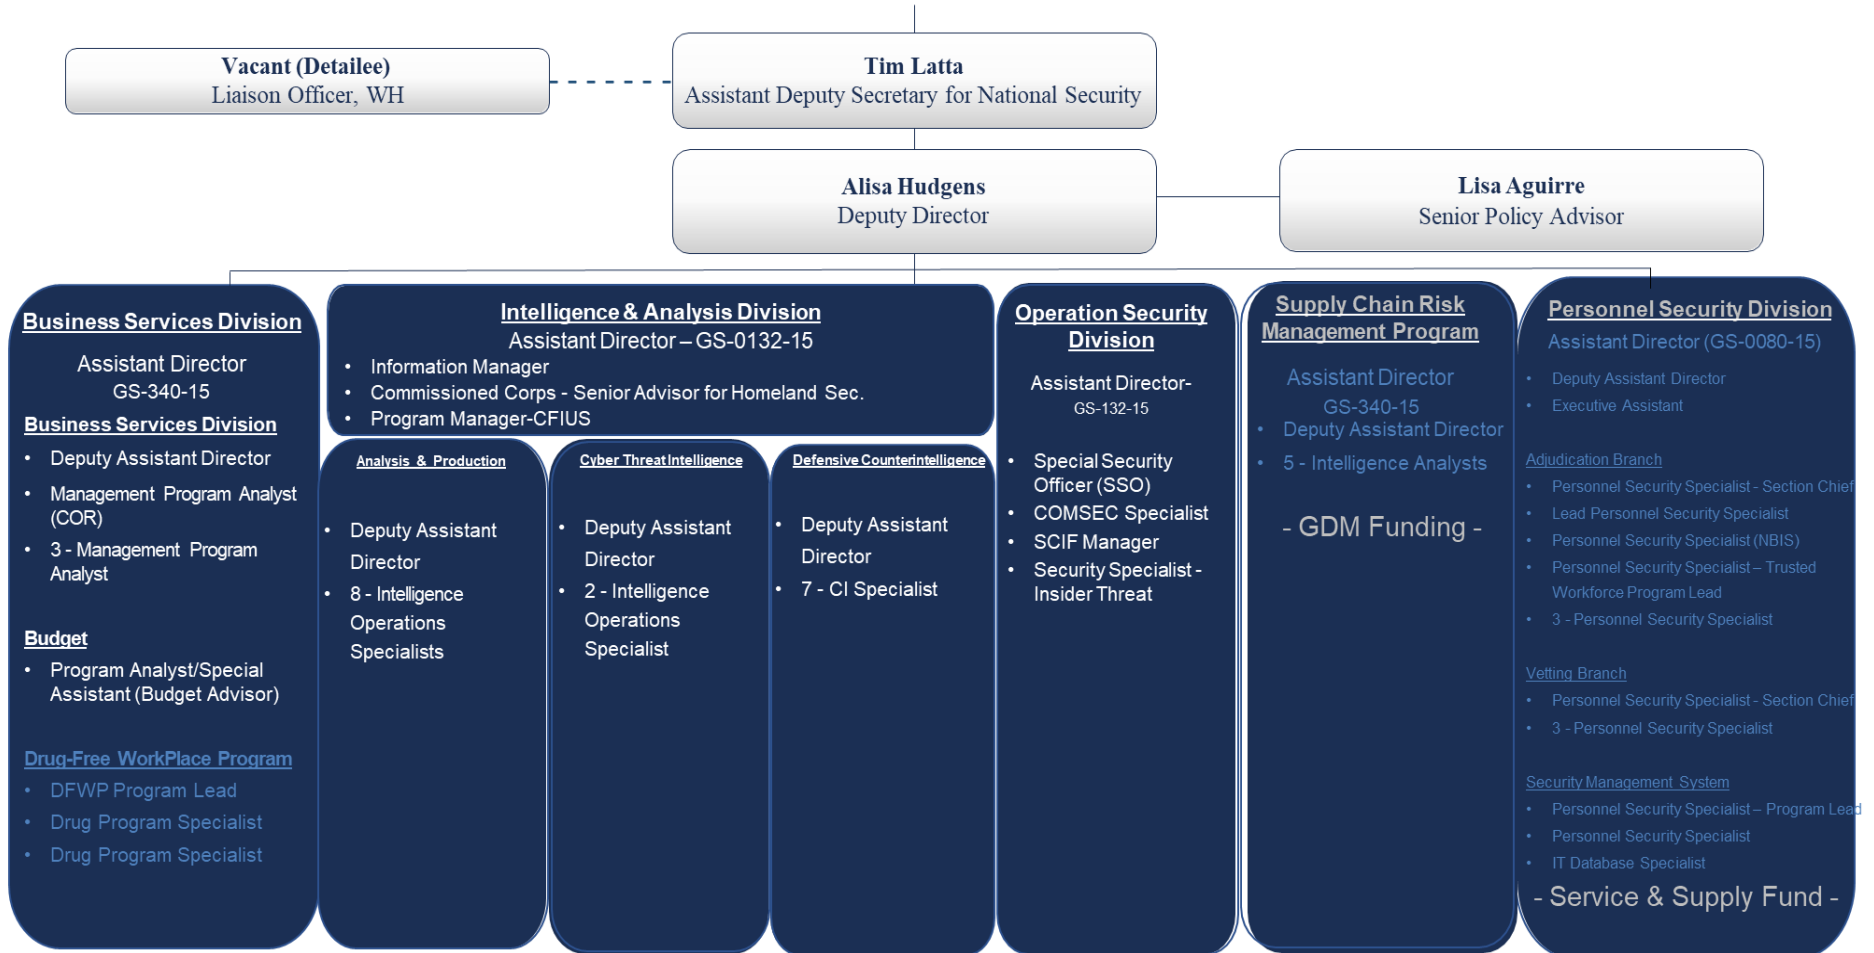 Vacant (Detailee)
Liaison Officer, WH
Tim Latta
Assistant Deputy Secretary for National Security
Alisa Hudgens
Deputy Director
Lisa Aguirre
Senior Policy Advisor
Business Services Division
Assistant Director
GS-340-15
Business Services Division
• Deputy Assistant Director
• Management Program Analyst
(COR)
• 3 - Management Program
Analyst
Budget
• Program Analyst/Special
Assistant (Budget Advisor)
Drug-Free WorkPlace Program
• DFWP Program Lead
• Drug Program Specialist
• Drug Program Specialist
Intelligence & Analysis Division
Assistant Director – GS-0132-15
• Information Manager
• Commissioned Corps - Senior Advisor for Homeland Sec.
• Program Manager-CFIUS
Analysis & Production
• Deputy Assistant
Director
• 8 - Intelligence
Operations
Specialists
Cyber Threat Intelligence
• Deputy Assistant
Director
• 2 - Intelligence
Operations
Specialist
Defensive Counterintelligence
• Deputy Assistant
Director
• 7 - CI Specialist
Operation Security
Division
Assistant Director-
GS-132-15
• Special Security
Officer (SSO)
• COMSEC Specialist
• SCIF Manager
• Security Specialist -
Insider Threat
Supply Chain Risk
Management Program
Assistant Director
GS-340-15
• Deputy Assistant Director
• 5 - Intelligence Analysts
- GDM Funding -
Personnel Security Division
Assistant Director (GS-0080-15)
• Deputy Assistant Director
• Executive Assistant
Adjudication Branch
• Personnel Security Specialist - Section Chief
• Lead Personnel Security Specialist
• Personnel Security Specialist (NBIS)
• Personnel Security Specialist – Trusted
Workforce Program Lead
• 3 - Personnel Security Specialist
Vetting Branch
• Personnel Security Specialist - Section Chief
• 3 - Personnel Security Specialist
Security Management System
• Personnel Security Specialist – Program Lead
• Personnel Security Specialist
• IT Database Specialist
- Service & Supply Fund -